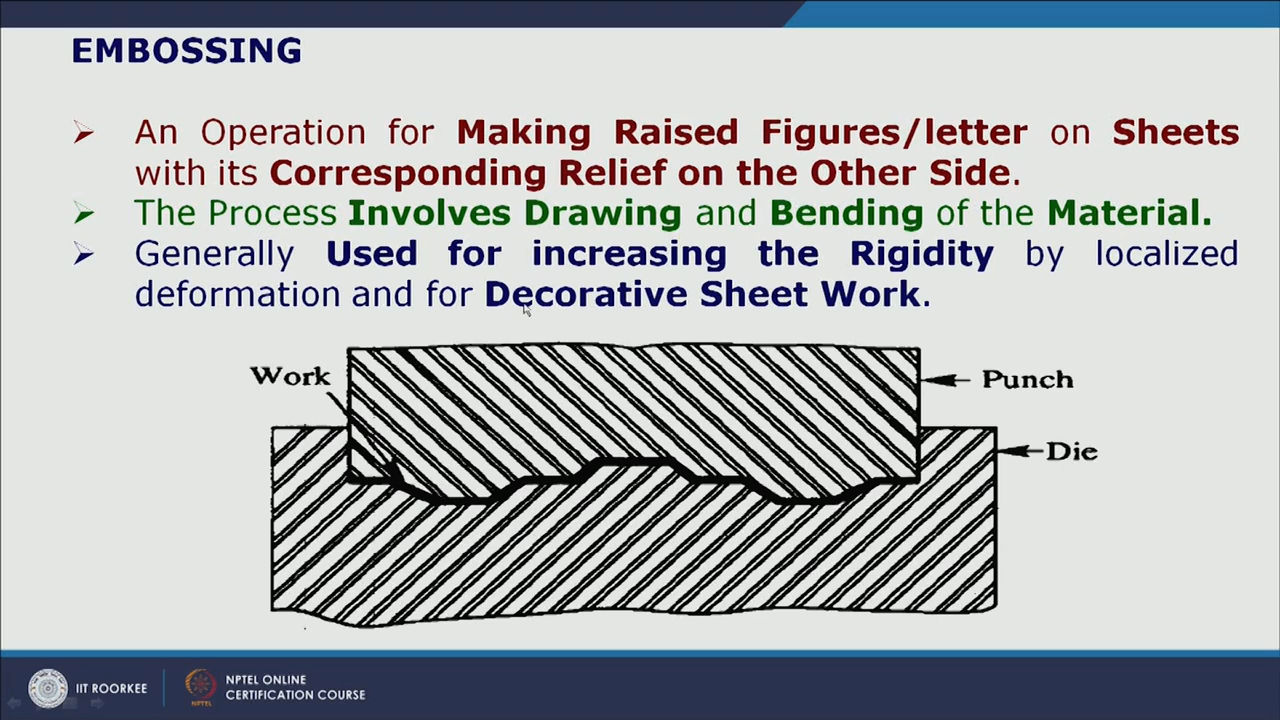 EMBOSSING
An Operation for Making Raised Figures/letter on Sheets
with its Corresponding Relief on the Other Side.
The Process Involves Drawing and Bending of the Material.
Generally Used for increasing the Rigidity by localized
deformation and for Decorative Sheet Work.
Work
Punch
Die
IIT ROORKEE
NPTEL
NPTEL ONLINE
CERTIFICATION COURSE